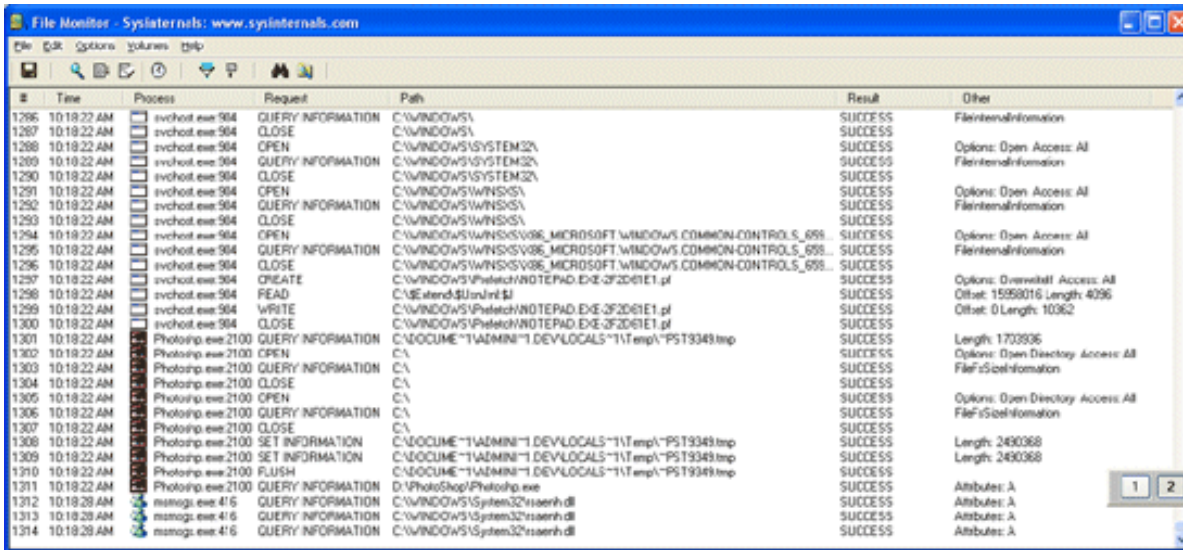 File Monitor - Sysinternals: www.sysinternals.com
File Edit Options Volumes Help
# Time Process Request Path Result Other
1286 10:18:22 AM svchost.exe:984 QUERY INFORMATION C:\WINDOWS\ SUCCESS FileInternalInformation
1287 10:18:22 AM svchost.exe:984 CLOSE C:\WINDOWS\ SUCCESS
1288 10:18:22 AM svchost.exe:984 OPEN C:\WINDOWS\SYSTEM32\ SUCCESS Options: Open Access: All
1289 10:18:22 AM svchost.exe:984 QUERY INFORMATION C:\WINDOWS\SYSTEM32\ SUCCESS FileInternalInformation
1290 10:18:22 AM svchost.exe:984 CLOSE C:\WINDOWS\SYSTEM32\ SUCCESS
1291 10:18:22 AM svchost.exe:984 OPEN C:\WINDOWS\WINSXS\ SUCCESS Options: Open Access: All
1292 10:18:22 AM svchost.exe:984 QUERY INFORMATION C:\WINDOWS\WINSXS\ SUCCESS FileInternalInformation
1293 10:18:22 AM svchost.exe:984 CLOSE C:\WINDOWS\WINSXS\ SUCCESS
1294 10:18:22 AM svchost.exe:984 OPEN C:\WINDOWS\WINSXS\X86_MICROSOFT.WINDOWS.COMMON-CONTROLS_659... SUCCESS Options: Open Access: All
1295 10:18:22 AM svchost.exe:984 QUERY INFORMATION C:\WINDOWS\WINSXS\X86_MICROSOFT.WINDOWS.COMMON-CONTROLS_659... SUCCESS FileInternalInformation
1296 10:18:22 AM svchost.exe:984 CLOSE C:\WINDOWS\WINSXS\X86_MICROSOFT.WINDOWS.COMMON-CONTROLS_659... SUCCESS
1297 10:18:22 AM svchost.exe:984 CREATE C:\WINDOWS\Prefetch\NOTEPAD.EXE-2F2D61E1.pf SUCCESS Options: OverwriteIf Access: All
1298 10:18:22 AM svchost.exe:984 READ C:\$Extend\$UsnJrnl:$J SUCCESS Offset: 15958016 Length: 4096
1299 10:18:22 AM svchost.exe:984 WRITE C:\WINDOWS\Prefetch\NOTEPAD.EXE-2F2D61E1.pf SUCCESS Offset: 0 Length: 10362
1300 10:18:22 AM svchost.exe:984 CLOSE C:\WINDOWS\Prefetch\NOTEPAD.EXE-2F2D61E1.pf SUCCESS
1301 10:18:22 AM Photoshp.exe:2100 QUERY INFORMATION C:\DOCUME~1\ADMINI~1.DEV\LOCALS~1\Temp\~PST9349.tmp SUCCESS Length: 1703936
1302 10:18:22 AM Photoshp.exe:2100 OPEN C:\ SUCCESS Options: Open Directory Access: All
1303 10:18:22 AM Photoshp.exe:2100 QUERY INFORMATION C:\ SUCCESS FileFsSizeInformation
1304 10:18:22 AM Photoshp.exe:2100 CLOSE C:\ SUCCESS
1305 10:18:22 AM Photoshp.exe:2100 OPEN C:\ SUCCESS Options: Open Directory Access: All
1306 10:18:22 AM Photoshp.exe:2100 QUERY INFORMATION C:\ SUCCESS FileFsSizeInformation
1307 10:18:22 AM Photoshp.exe:2100 CLOSE C:\ SUCCESS
1308 10:18:22 AM Photoshp.exe:2100 SET INFORMATION C:\DOCUME~1\ADMINI~1.DEV\LOCALS~1\Temp\~PST9349.tmp SUCCESS Length: 2490368
1309 10:18:22 AM Photoshp.exe:2100 SET INFORMATION C:\DOCUME~1\ADMINI~1.DEV\LOCALS~1\Temp\~PST9349.tmp SUCCESS Length: 2490368
1310 10:18:22 AM Photoshp.exe:2100 FLUSH C:\DOCUME~1\ADMINI~1.DEV\LOCALS~1\Temp\~PST9349.tmp SUCCESS
1311 10:18:22 AM Photoshp.exe:2100 QUERY INFORMATION D:\PhotoShop\Photoshp.exe SUCCESS Attributes: A
1 2
1312 10:18:28 AM msmsgs.exe:416 QUERY INFORMATION C:\WINDOWS\System32\rsaenh.dll SUCCESS Attributes: A
1313 10:18:28 AM msmsgs.exe:416 QUERY INFORMATION C:\WINDOWS\System32\rsaenh.dll SUCCESS Attributes: A
1314 10:18:28 AM msmsgs.exe:416 QUERY INFORMATION C:\WINDOWS\System32\rsaenh.dll SUCCESS Attributes: A